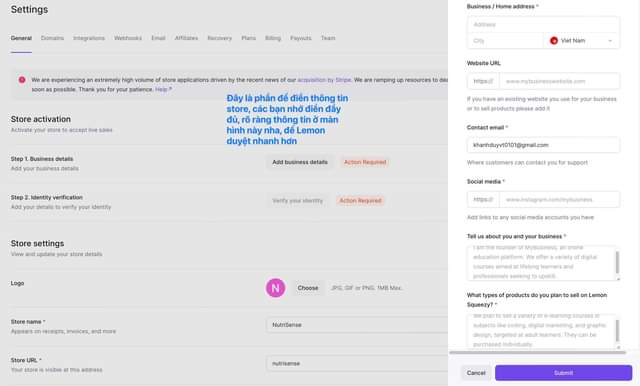 Settings
General
Domains
Integrations
Webhooks
Email
Affiliates
Recovery
Plans
Billing
Payouts
Team
We are experiencing an extremely high volume of store applications driven by the recent news of our acquisition by Stripe. We are ramping up resources to dec
soon as possible. Thank you for your patience. Help
Đây là phần để điền thông tin
store, các bạn nhớ điền đầy
đủ, rõ ràng thông tin ở màn
hình này nha, để Lemon
duyệt nhanh hơn
Store activation
Activate your store to accept live sales
Step 1. Business details
Add your business details
Add business details
Action Required
Step 2. Identity verification
Add your details to verify your identity
Verify your identity
Action Required
Store settings
View and update your store details
Logo
N
Choose
JPG, GIF or PNG. 1MB Max.
Store name *
Appears on receipts, invoices, and more
NutriSense
Store URL *
Your store is visible at this address
nutrisense
Business / Home address *
Address
City
Viet Nam
Website URL
https://
www.mybusinesswebsite.com
If you have an existing website you use for your business
or to sell products please add it
Contact email *
khanhduyvt0101@gmail.com
Where customers can contact you for support
Social media *
https://
www.instagram.com/mybusiness
Add links to any social media accounts you have
Tell us about you and your business *
I am the founder of MyBusiness, an online
education platform. We offer a variety of digital
courses aimed at lifelong learners and
professionals seeking to upskill.
What types of products do you plan to sell on Lemon
Squeezy? *
We plan to sell a variety of e-learning courses in
subjects like coding, digital marketing, and graphic
design, targeted at adult learners. They can be
purchased individually
Cancel
Submit